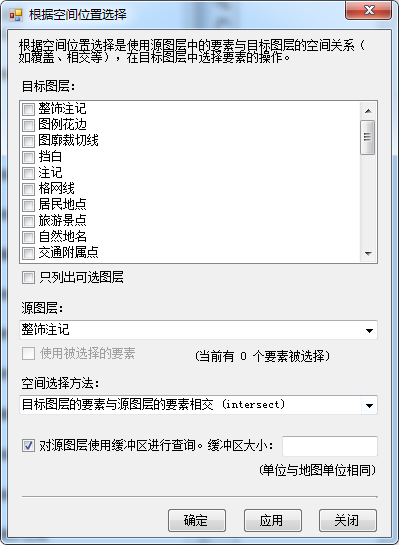 根据空间位置选择
根据空间位置选择是使用源图层中的要素与目标图层的空间关系（
如覆盖、相交等），在目标图层中选择要素的操作。
目标图层：
整饰注记
图例花边
图廓裁切线
挡白
注记
格网线
居民地点
旅游景点
自然地名
交通附属点
只列出可选图层
源图层：
整饰注记
使用被选择的要素
（当前有 0 个要素被选择）
空间选择方法：
目标图层的要素与源图层的要素相交 (intersect)
对源图层使用缓冲区进行查询。缓冲区大小：
（单位与地图单位相同）
确定
应用
关闭